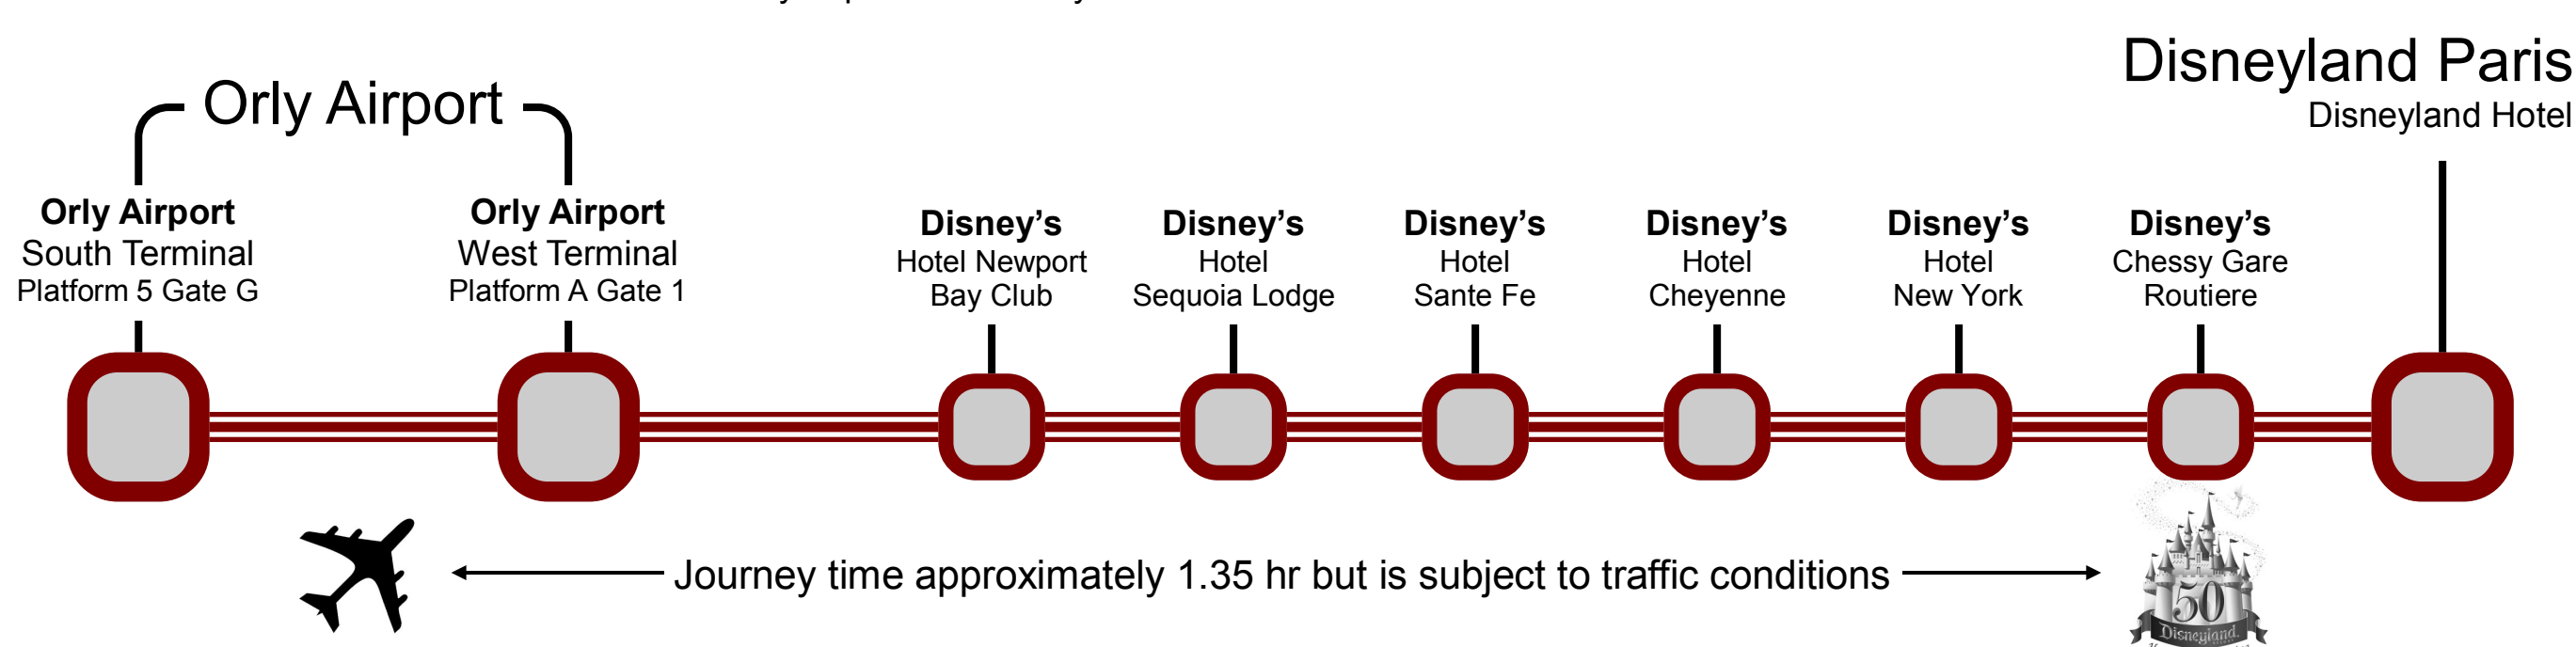 Orly Airport
Disneyland Paris
Disneyland Hotel
Orly Airport
South Terminal
Platform 5 Gate G
Orly Airport
West Terminal
Platform A Gate 1
Disney’s
Hotel Newport
Bay Club
Disney’s
Hotel
Sequoia Lodge
Disney’s
Hotel
Sante Fe
Disney’s
Hotel
Cheyenne
Disney’s
Hotel
New York
Disney’s
Chessy Gare
Routiere
Journey time approximately 1.35 hr but is subject to traffic conditions
50
Disneyland